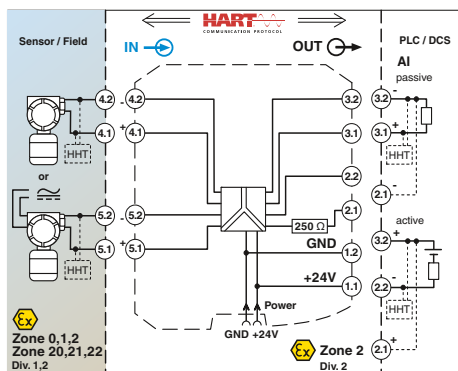 Sensor / Field
HART
COMMUNICATION PROTOCOL
IN
OUT
PLC / DCS
AI
passive
4.2
-
4.2
3.2
3.2
-
4.1
+
4.1
3.1
3.1
+
HHT
HHT
or
2.2
2.1
-
5.2
-
5.2
2.1
250 Ω
active
GND
1.2
3.2
+
5.1
+
5.1
+24V
1.1
2.2
-
HHT
HHT
Power
GND +24V
Ex
Zone 0,1,2
Zone 20,21,22
Div. 1,2
Ex
Zone 2
Div. 2
2.1
+